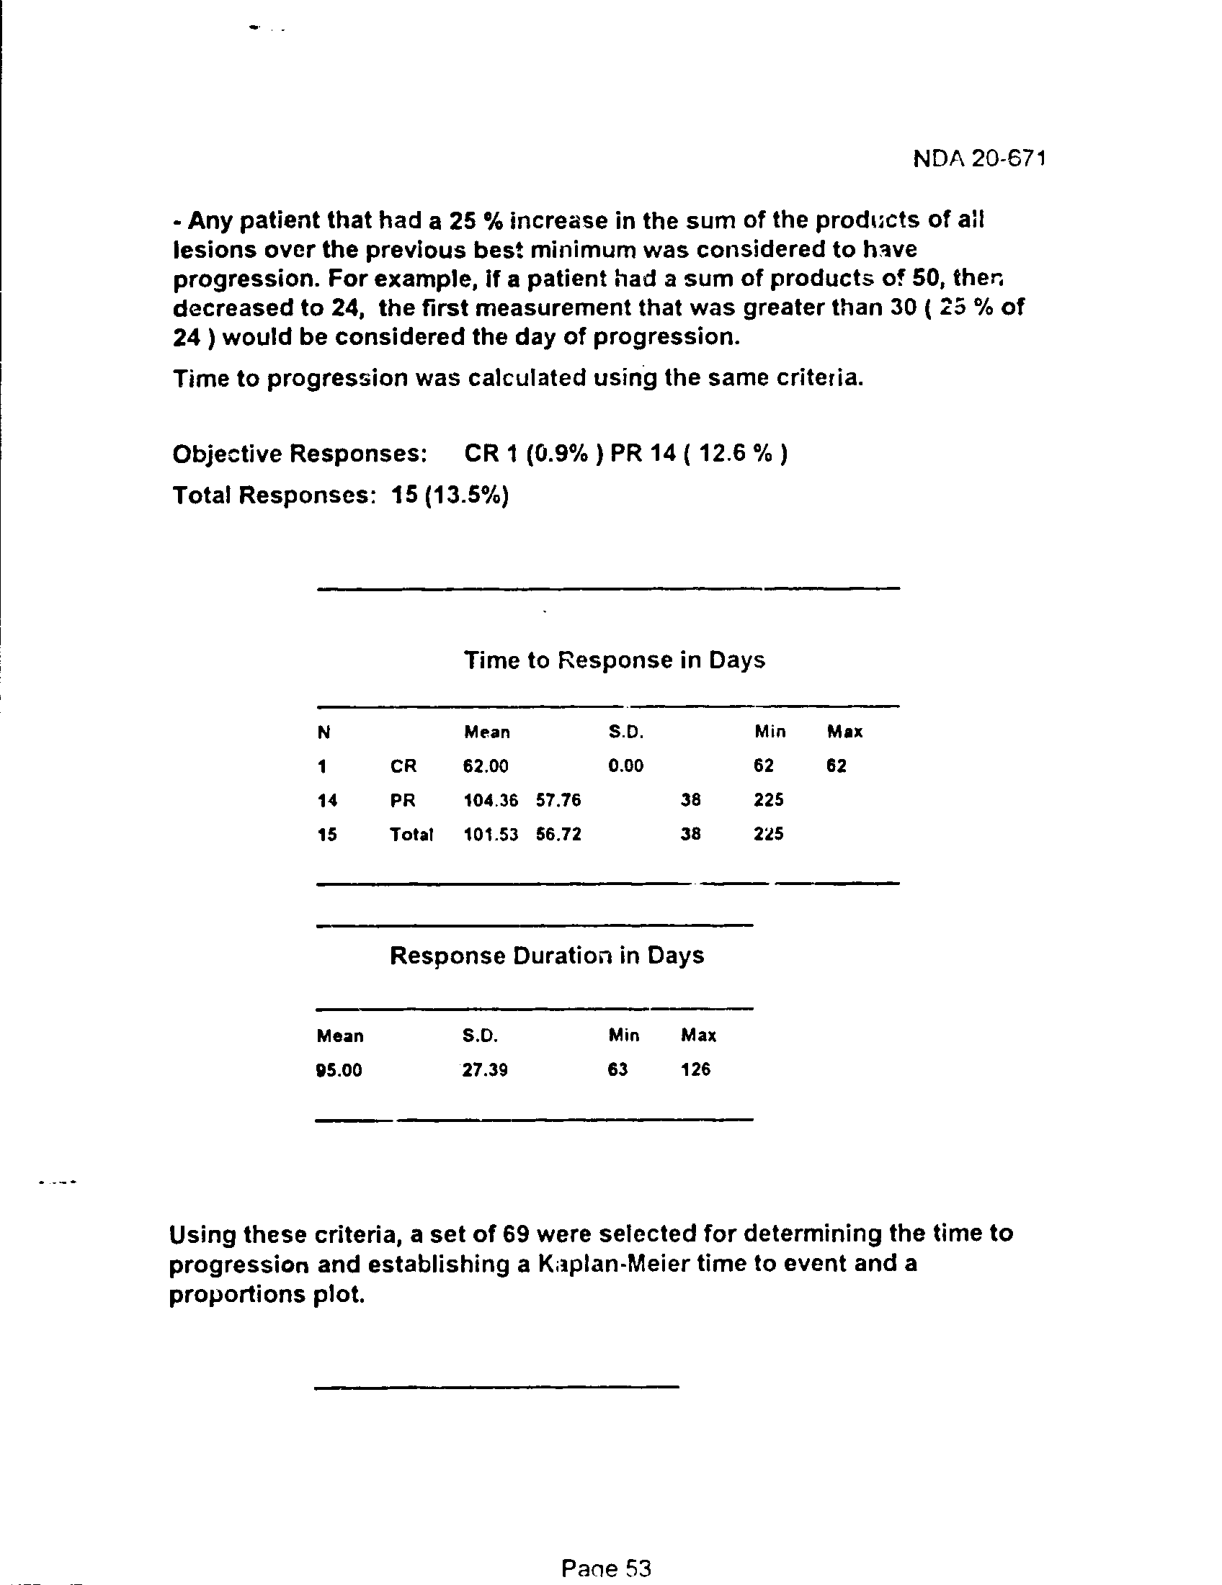 NDA 20-671
- Any patient that had a 25 % increase in the sum of the products of all
lesions over the previous best minimum was considered to have
progression. For example, if a patient had a sum of products of 50, then
decreased to 24, the first measurement that was greater than 30 ( 25 % of
24 ) would be considered the day of progression.
Time to progression was calculated using the same criteria.
Objective Responses: CR 1 (0.9% ) PR 14 ( 12.6 % )
Total Responses: 15 (13.5%)
Time to Response in Days
N Mean S.D. Min Max
1 CR 62.00 0.00 62 62
14 PR 104.36 57.76 38 225
15 Total 101.53 56.72 38 225
Response Duration in Days
Mean S.D. Min Max
95.00 27.39 63 126
Using these criteria, a set of 69 were selected for determining the time to
progression and establishing a Kaplan-Meier time to event and a
proportions plot.
Page 53